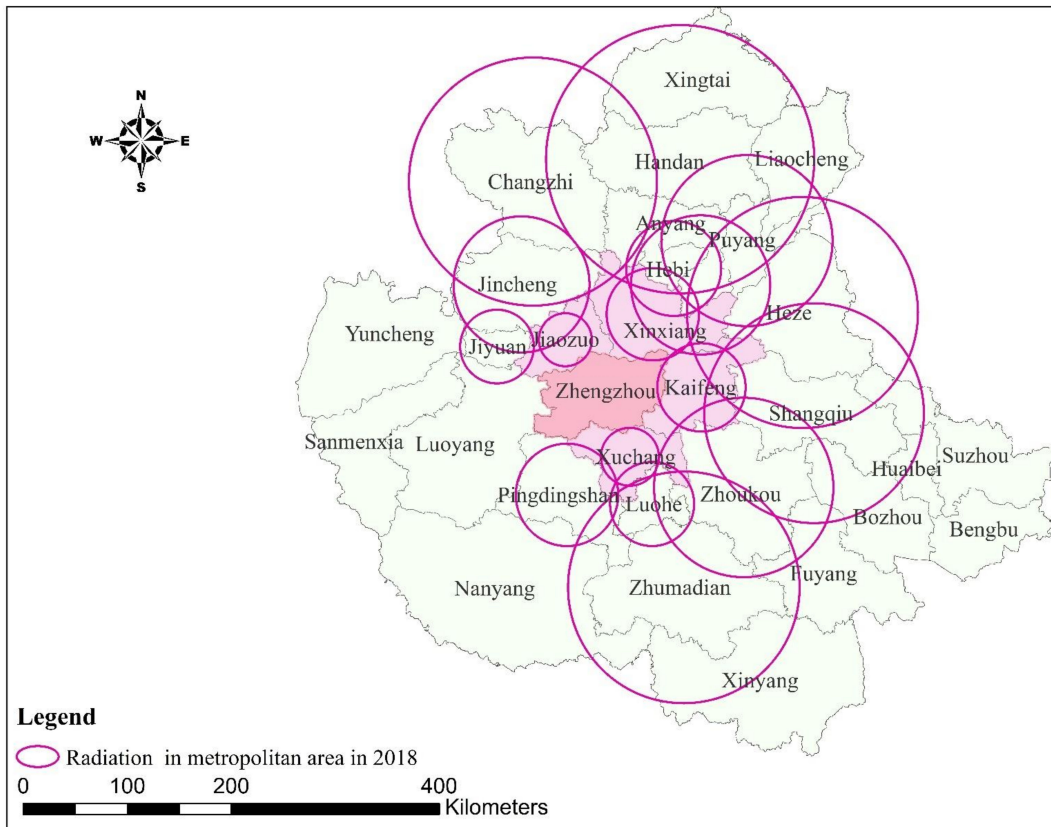 Xingtai
N
W E
S
Handan
Liaocheng
Changzhi
Anyang
Puyang
Hebi
Jincheng
Heze
Xinxiang
Yuncheng
Jiyuan
Jiaozuo
Zhengzhou
Kaifeng
Shangqiu
Sanmenxia
Luoyang
Xuchang
Suzhou
Huaibei
Pingdingshan
Luohe
Zhoukou
Bozhou
Bengbu
Nanyang
Zhumadian
Fuyang
Xinyang
Legend
Radiation in metropolitan area in 2018
0 100 200 400
Kilometers